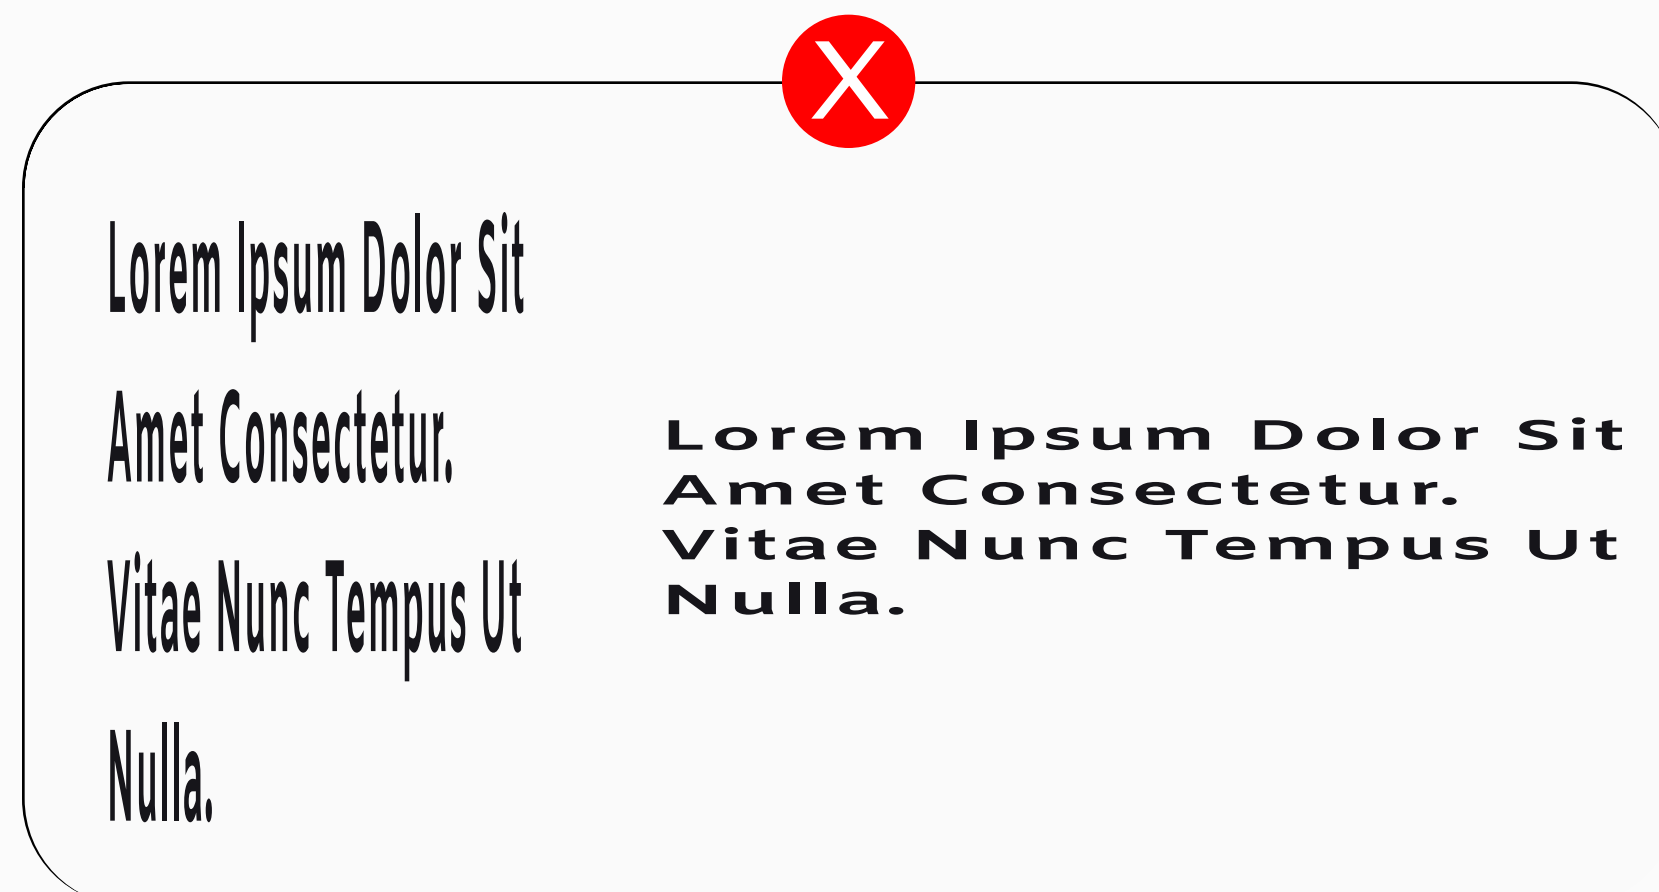 X
Lorem Ipsum Dolor Sit
Amet Consectetur.
Vitae Nunc Tempus Ut
Nulla.
Lorem Ipsum Dolor Sit
Amet Consectetur.
Vitae Nunc Tempus Ut
Nulla.